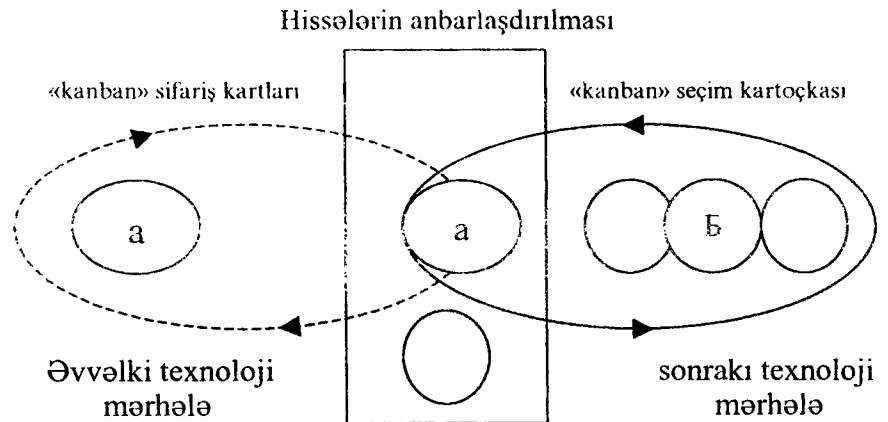 Hissələrin anbarlaşdırılması
«kanban» sifariş kartları
«kanban» seçim kartoçkası
a
a
Б
Əvvəlki texnoloji
mərhələ
sonrakı texnoloji
mərhələ